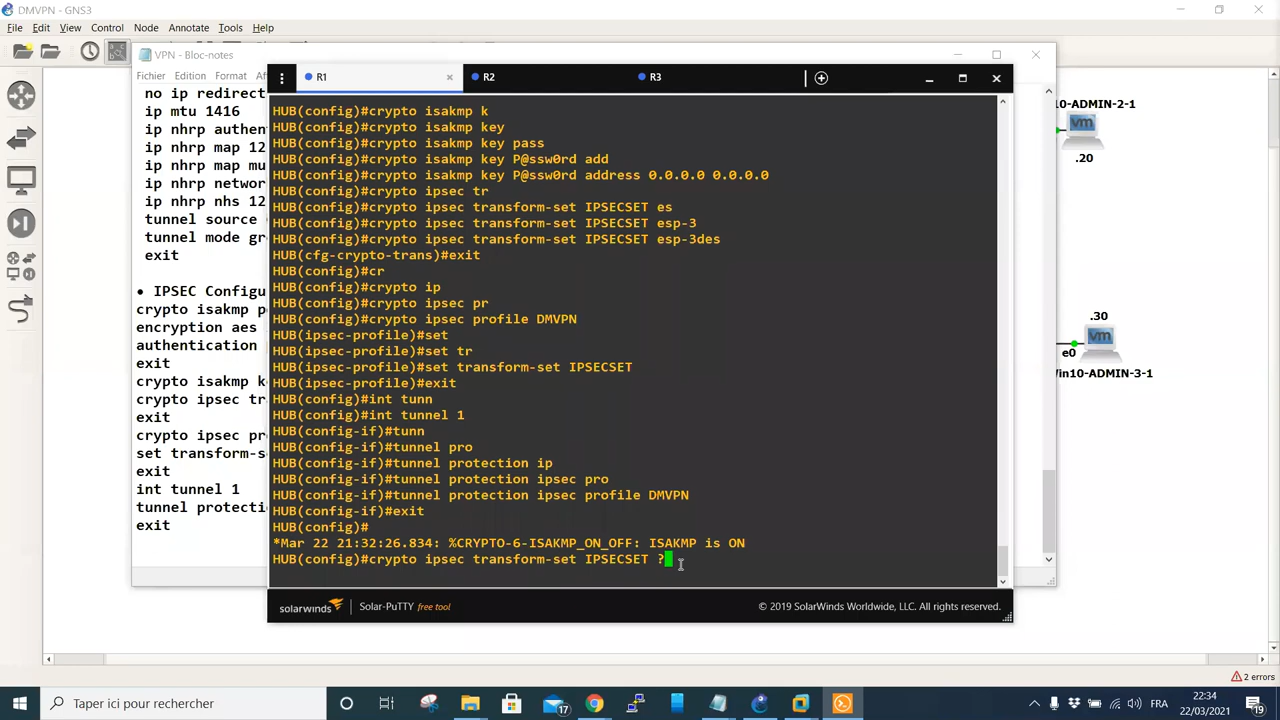 DMVPN - GNS3
File Edit View Control Node Annotate Tools Help
VPN - Bloc-notes
Fichier Edition Format
no ip redirect
ip mtu 1416
ip nhrp authen
ip nhrp map 12
ip nhrp map mu
ip nhrp networ
ip nhrp nhs 12
tunnel source
tunnel mode gr
exit
• IPSEC Configu
crypto isakmp p
encryption aes
authentication
exit
crypto isakmp k
crypto ipsec tr
exit
crypto ipsec pr
set transform-s
exit
int tunnel 1
tunnel protecti
exit
R1 R2 R3
HUB(config)#crypto isakmp k
HUB(config)#crypto isakmp key
HUB(config)#crypto isakmp key pass
HUB(config)#crypto isakmp key P@ssw0rd add
HUB(config)#crypto isakmp key P@ssw0rd address 0.0.0.0 0.0.0.0
HUB(config)#crypto ipsec tr
HUB(config)#crypto ipsec transform-set IPSECSET es
HUB(config)#crypto ipsec transform-set IPSECSET esp-3
HUB(config)#crypto ipsec transform-set IPSECSET esp-3des
HUB(cfg-crypto-trans)#exit
HUB(config)#cr
HUB(config)#crypto ip
HUB(config)#crypto ipsec pr
HUB(config)#crypto ipsec profile DMVPN
HUB(ipsec-profile)#set
HUB(ipsec-profile)#set tr
HUB(ipsec-profile)#set transform-set IPSECSET
HUB(ipsec-profile)#exit
HUB(config)#int tunn
HUB(config)#int tunnel 1
HUB(config-if)#tunn
HUB(config-if)#tunnel pro
HUB(config-if)#tunnel protection ip
HUB(config-if)#tunnel protection ipsec pro
HUB(config-if)#tunnel protection ipsec profile DMVPN
HUB(config-if)#exit
HUB(config)#
*Mar 22 21:32:26.834: %CRYPTO-6-ISAKMP_ON_OFF: ISAKMP is ON
HUB(config)#crypto ipsec transform-set IPSECSET ?
solarwinds Solar-PuTTY free tool © 2019 SolarWinds Worldwide, LLC. All rights reserved.
10-ADMIN-2-1
vm
.20
.30
vm
e0
Win10-ADMIN-3-1
2 errors
Taper ici pour rechercher
17
FR
22:34
22/03/2021
19